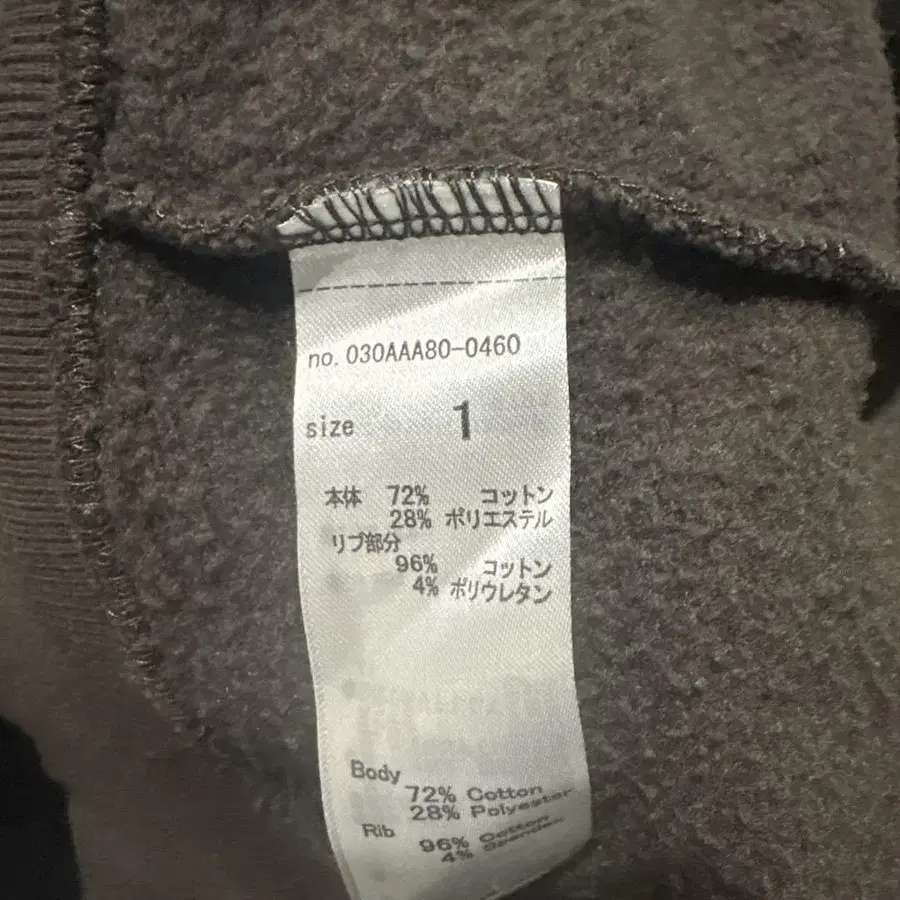 no. 030AAA80-0460
size 1
本体 72% コットン
28% ポリエステル
リブ部分
96% コットン
4% ポリウレタン
Body
72% Cotton
28% Polyester
Rib
96% Cotton
4% Spandex